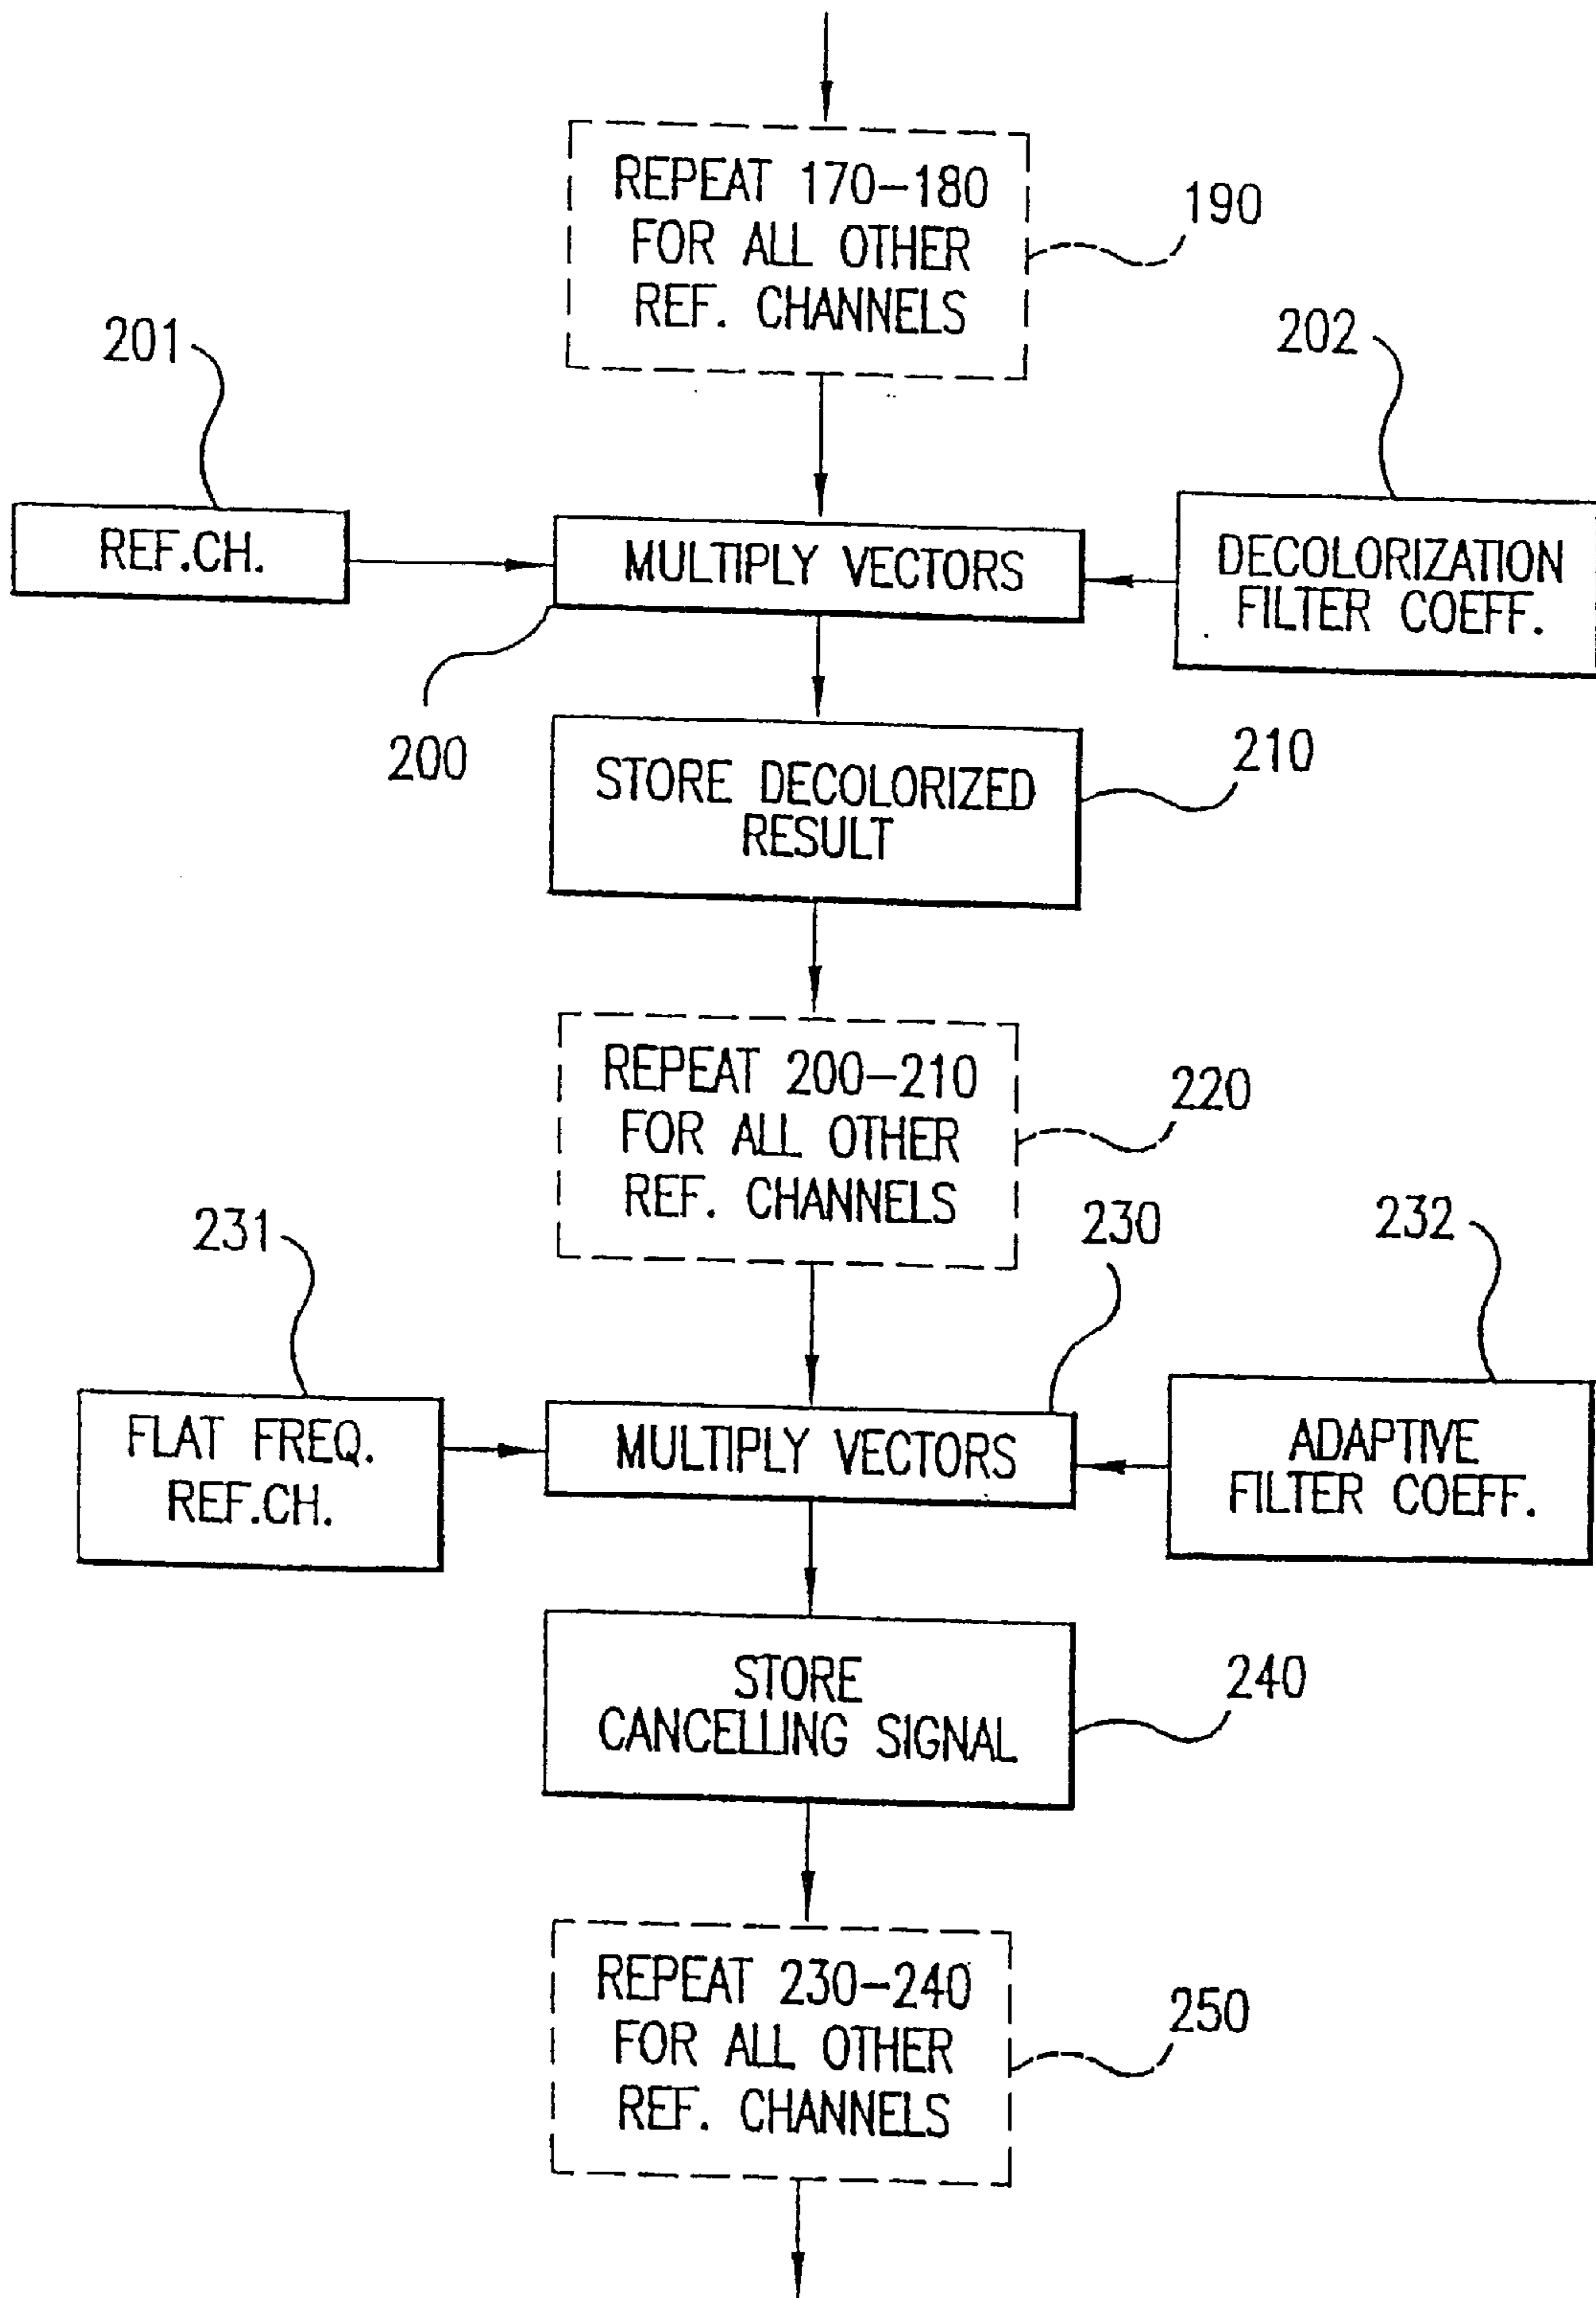 REPEAT 170-180
FOR ALL OTHER
REF. CHANNELS
190
201
202
REF.CH.
MULTIPLY VECTORS
DECOLORIZATION
FILTER COEFF.
200
STORE DECOLORIZED
RESULT
210
REPEAT 200-210
FOR ALL OTHER
REF. CHANNELS
220
231
230
232
FLAT FREQ.
REF.CH.
MULTIPLY VECTORS
ADAPTIVE
FILTER COEFF.
STORE
CANCELLING SIGNAL
240
REPEAT 230-240
FOR ALL OTHER
REF. CHANNELS
250